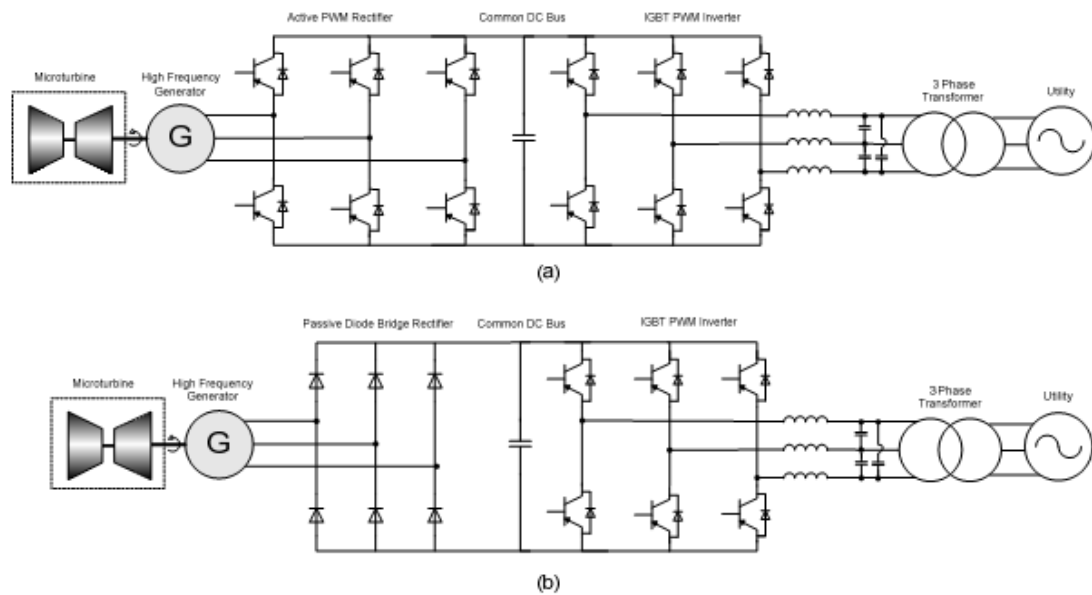 Active PWM Rectifier
Common DC Bus
IGBT PWM Inverter
Microturbine
High Frequency
Generator
G
3 Phase
Transformer
Utility
(a)
Passive Diode Bridge Rectifier
Common DC Bus
IGBT PWM Inverter
Microturbine
High Frequency
Generator
G
3 Phase
Transformer
Utility
(b)